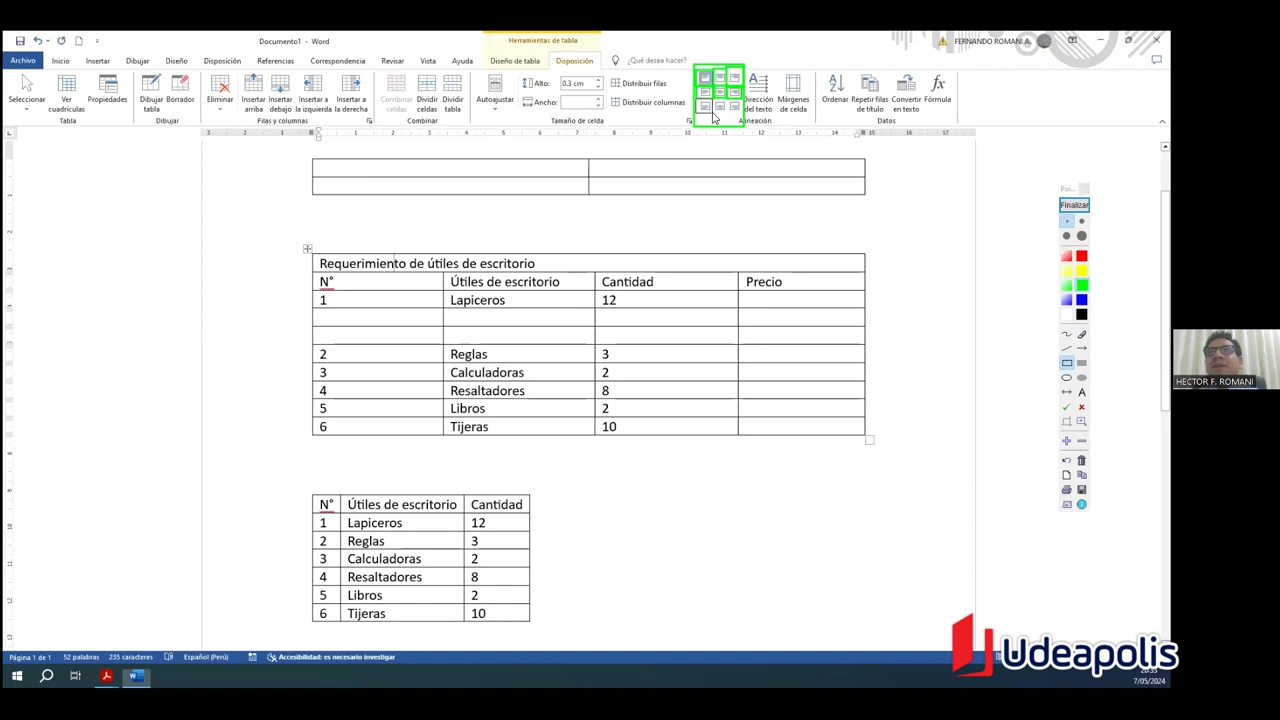 Documento1 - Word
Herramientas de tabla
FERNANDO ROMANI A.
Archivo Inicio Insertar Dibujar Diseño Disposición Referencias Correspondencia Revisar Vista Ayuda Diseño de tabla Disposición ¿Qué desea hacer?
Seleccionar Ver cuadrículas Propiedades Dibujar tabla Borrador Eliminar Insertar arriba Insertar debajo Insertar a la izquierda Insertar a la derecha Combinar celdas Dividir celdas Dividir tabla Autoajustar Alto: 0.3 cm Ancho: Distribuir filas Distribuir columnas Dirección del texto Márgenes de celda Ordenar Repetir filas de título Convertir en texto Fórmula
Tabla Dibujar Filas y columnas Combinar Tamaño de celda Alineación Datos
Requerimiento de útiles de escritorio
N° Útiles de escritorio Cantidad Precio
1 Lapiceros 12
2 Reglas 3
3 Calculadoras 2
4 Resaltadores 8
5 Libros 2
6 Tijeras 10
N° Útiles de escritorio Cantidad
1 Lapiceros 12
2 Reglas 3
3 Calculadoras 2
4 Resaltadores 8
5 Libros 2
6 Tijeras 10
Finalizar
HECTOR F. ROMANI
Udeapolis
Página 1 de 1 52 palabras 235 caracteres Español (Perú) Accesibilidad: es necesario investigar
7/05/2024